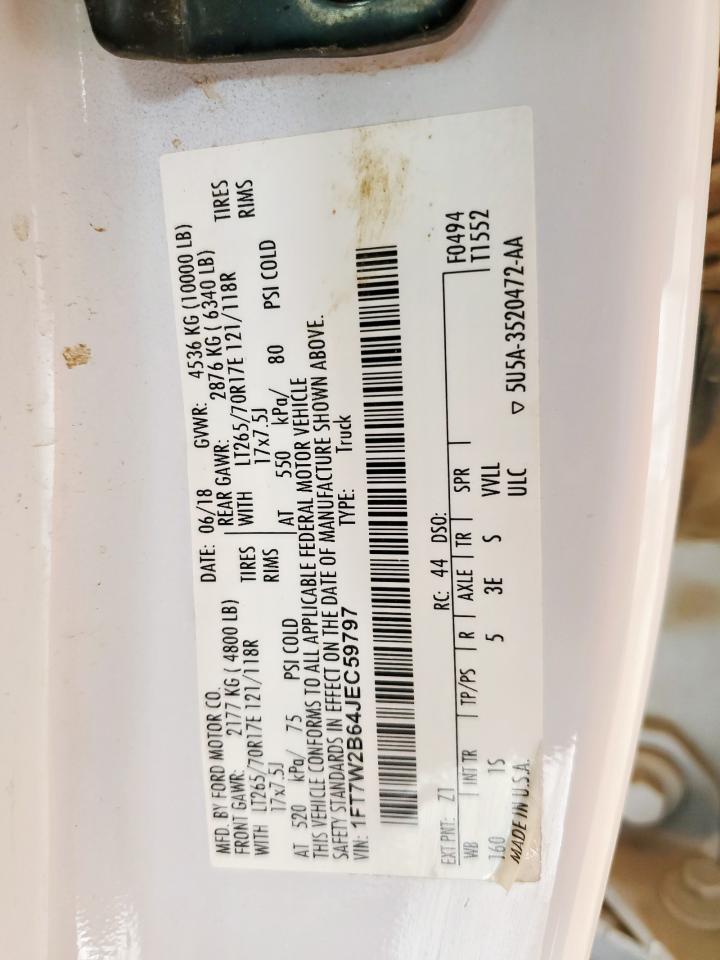 MFD. BY FORD MOTOR CO.
DATE: 06/18 GVWR: 4536 KG (10000 LB)
FRONT GAWR: 2177 KG ( 4800 LB)
REAR GAWR: 2876 KG ( 6340 LB)
WITH LT265/70R17E 121/118R TIRES
WITH LT265/70R17E 121/118R TIRES
17x7.5J RIMS
17x7.5J RIMS
AT 520 kPa/ 75 PSI COLD
AT 550 kPa/ 80 PSI COLD
THIS VEHICLE CONFORMS TO ALL APPLICABLE FEDERAL MOTOR VEHICLE
SAFETY STANDARDS IN EFFECT ON THE DATE OF MANUFACTURE SHOWN ABOVE.
VIN: 1FT7W2B64JEC59797
TYPE: Truck
EXT PNT: Z1 RC: 44 DSO: F0494
WB INT TR TP/PS R AXLE TR SPR T1552
160 1S 5 3E S VVLL
ULC
MADE IN U.S.A.
▽ 5U5A-3520472-AA